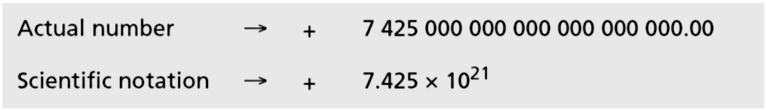 Actual number → + 7 425 000 000 000 000 000 000.00
Scientific notation → + 7.425 × 10²¹